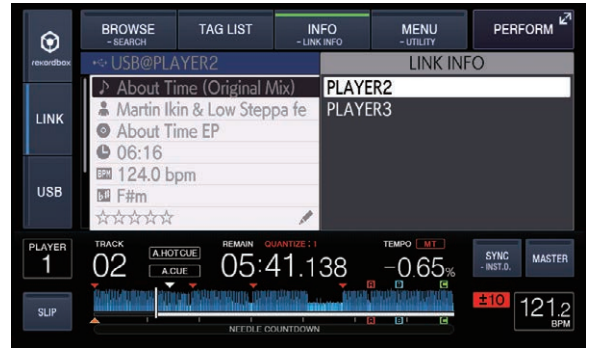 BROWSE
- SEARCH
TAG LIST
INFO
- LINK INFO
MENU
- UTILITY
PERFORM
rekordbox
LINK
USB
USB@PLAYER2
About Time (Original Mix)
Martin Ikin & Low Steppa fe
About Time EP
06:16
BPM 124.0 bpm
F#m
LINK INFO
PLAYER2
PLAYER3
PLAYER
1
TRACK
02
A.HOT CUE
A.CUE
REMAIN
QUANTIZE : 1
05:41.138
TEMPO
MT
-0.65%
SYNC
- INST.D.
MASTER
SLIP
A B C
A B C
NEEDLE COUNTDOWN
±10
121.2
BPM